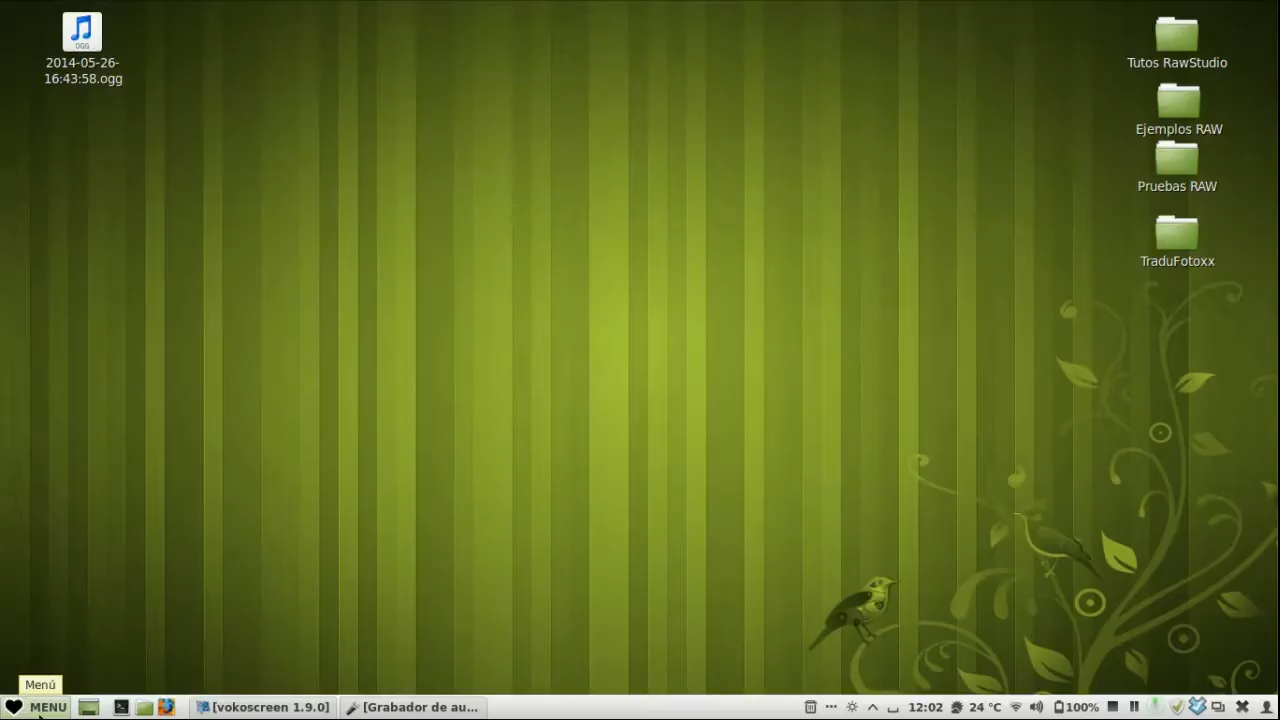 OGG
2014-05-26-
16:43:58.ogg
Tutos RawStudio
Ejemplos RAW
Pruebas RAW
TraduFotoxx
Menú
MENU
[vokoscreen 1.9.0]
[Grabador de au...
12:02
24 °C
100%